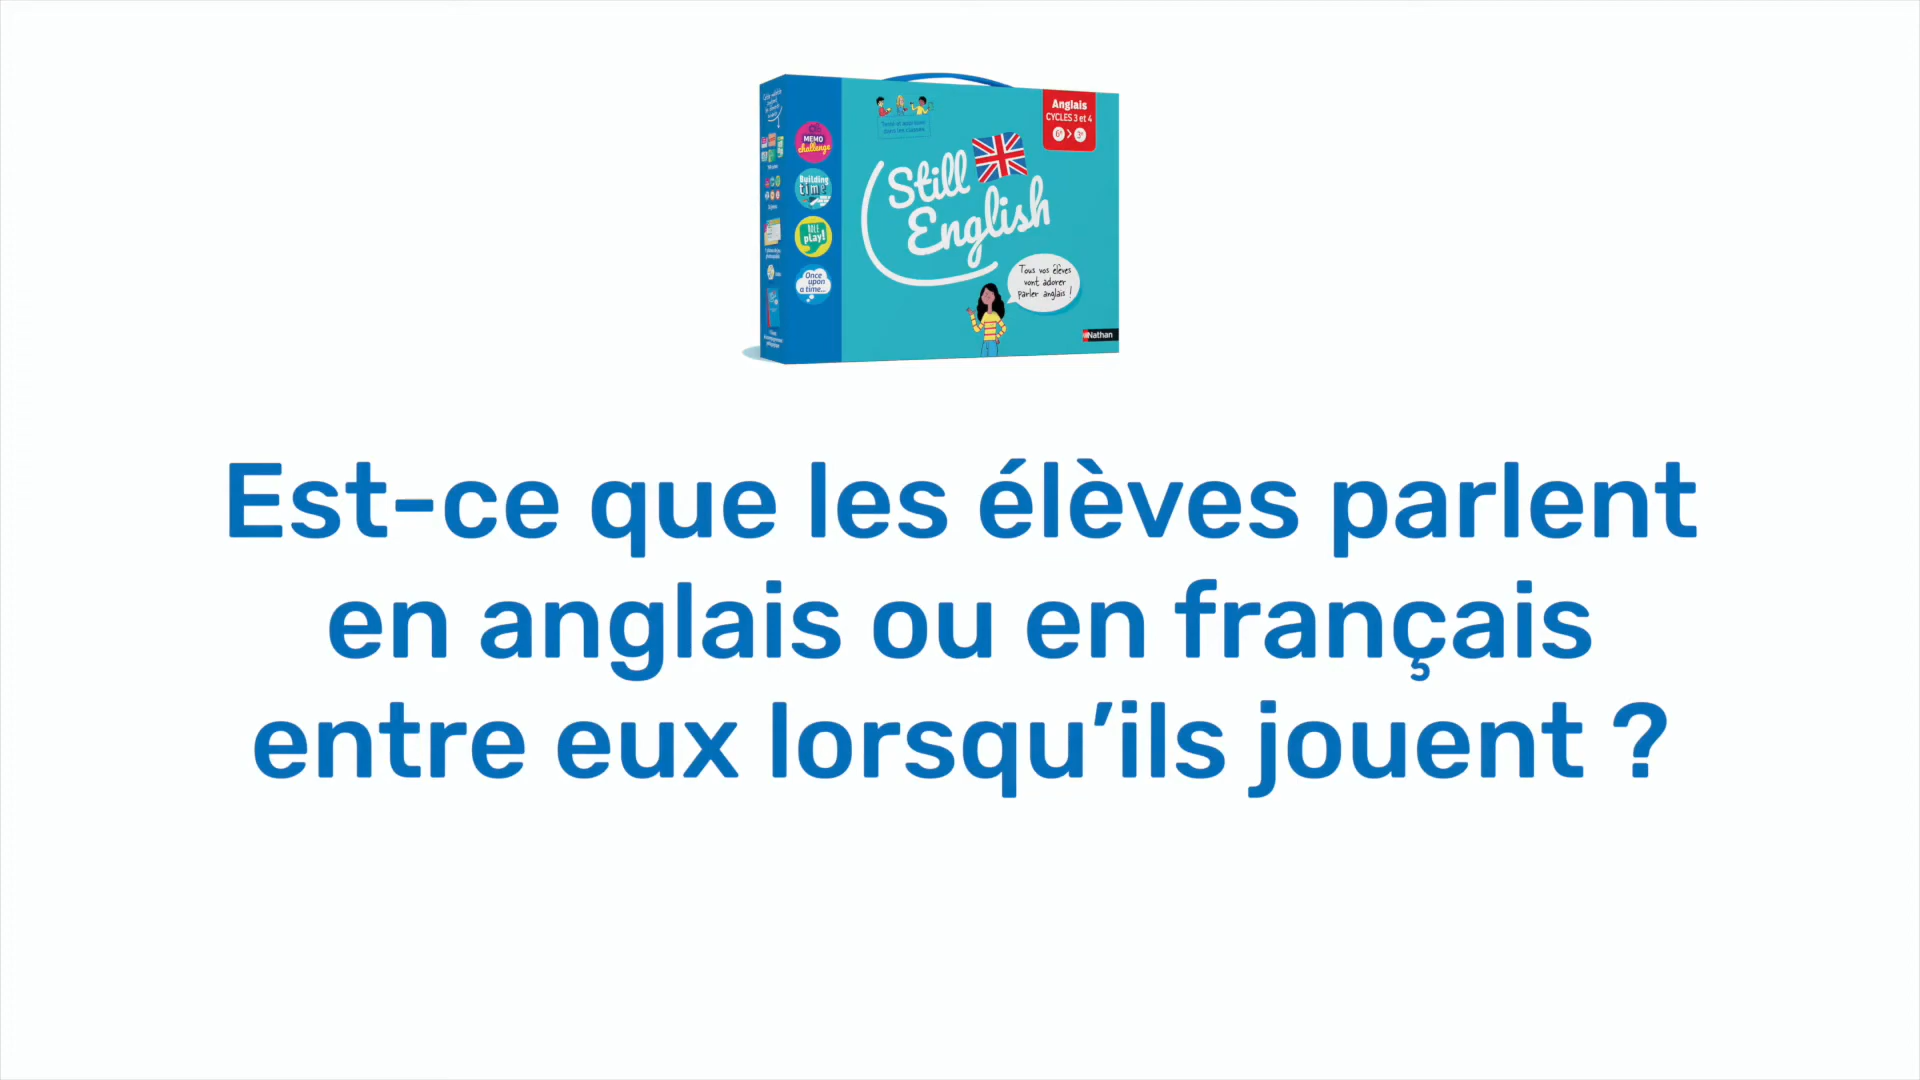 MEMO
challenge
Building
time
ROLE
play!
Once
upon
a time...
Anglais
CYCLES 3 et 4
6e > 3e
Still
English
Tous vos élèves
vont adorer
parler anglais !
Nathan
Est-ce que les élèves parlent
en anglais ou en français
entre eux lorsqu'ils jouent ?